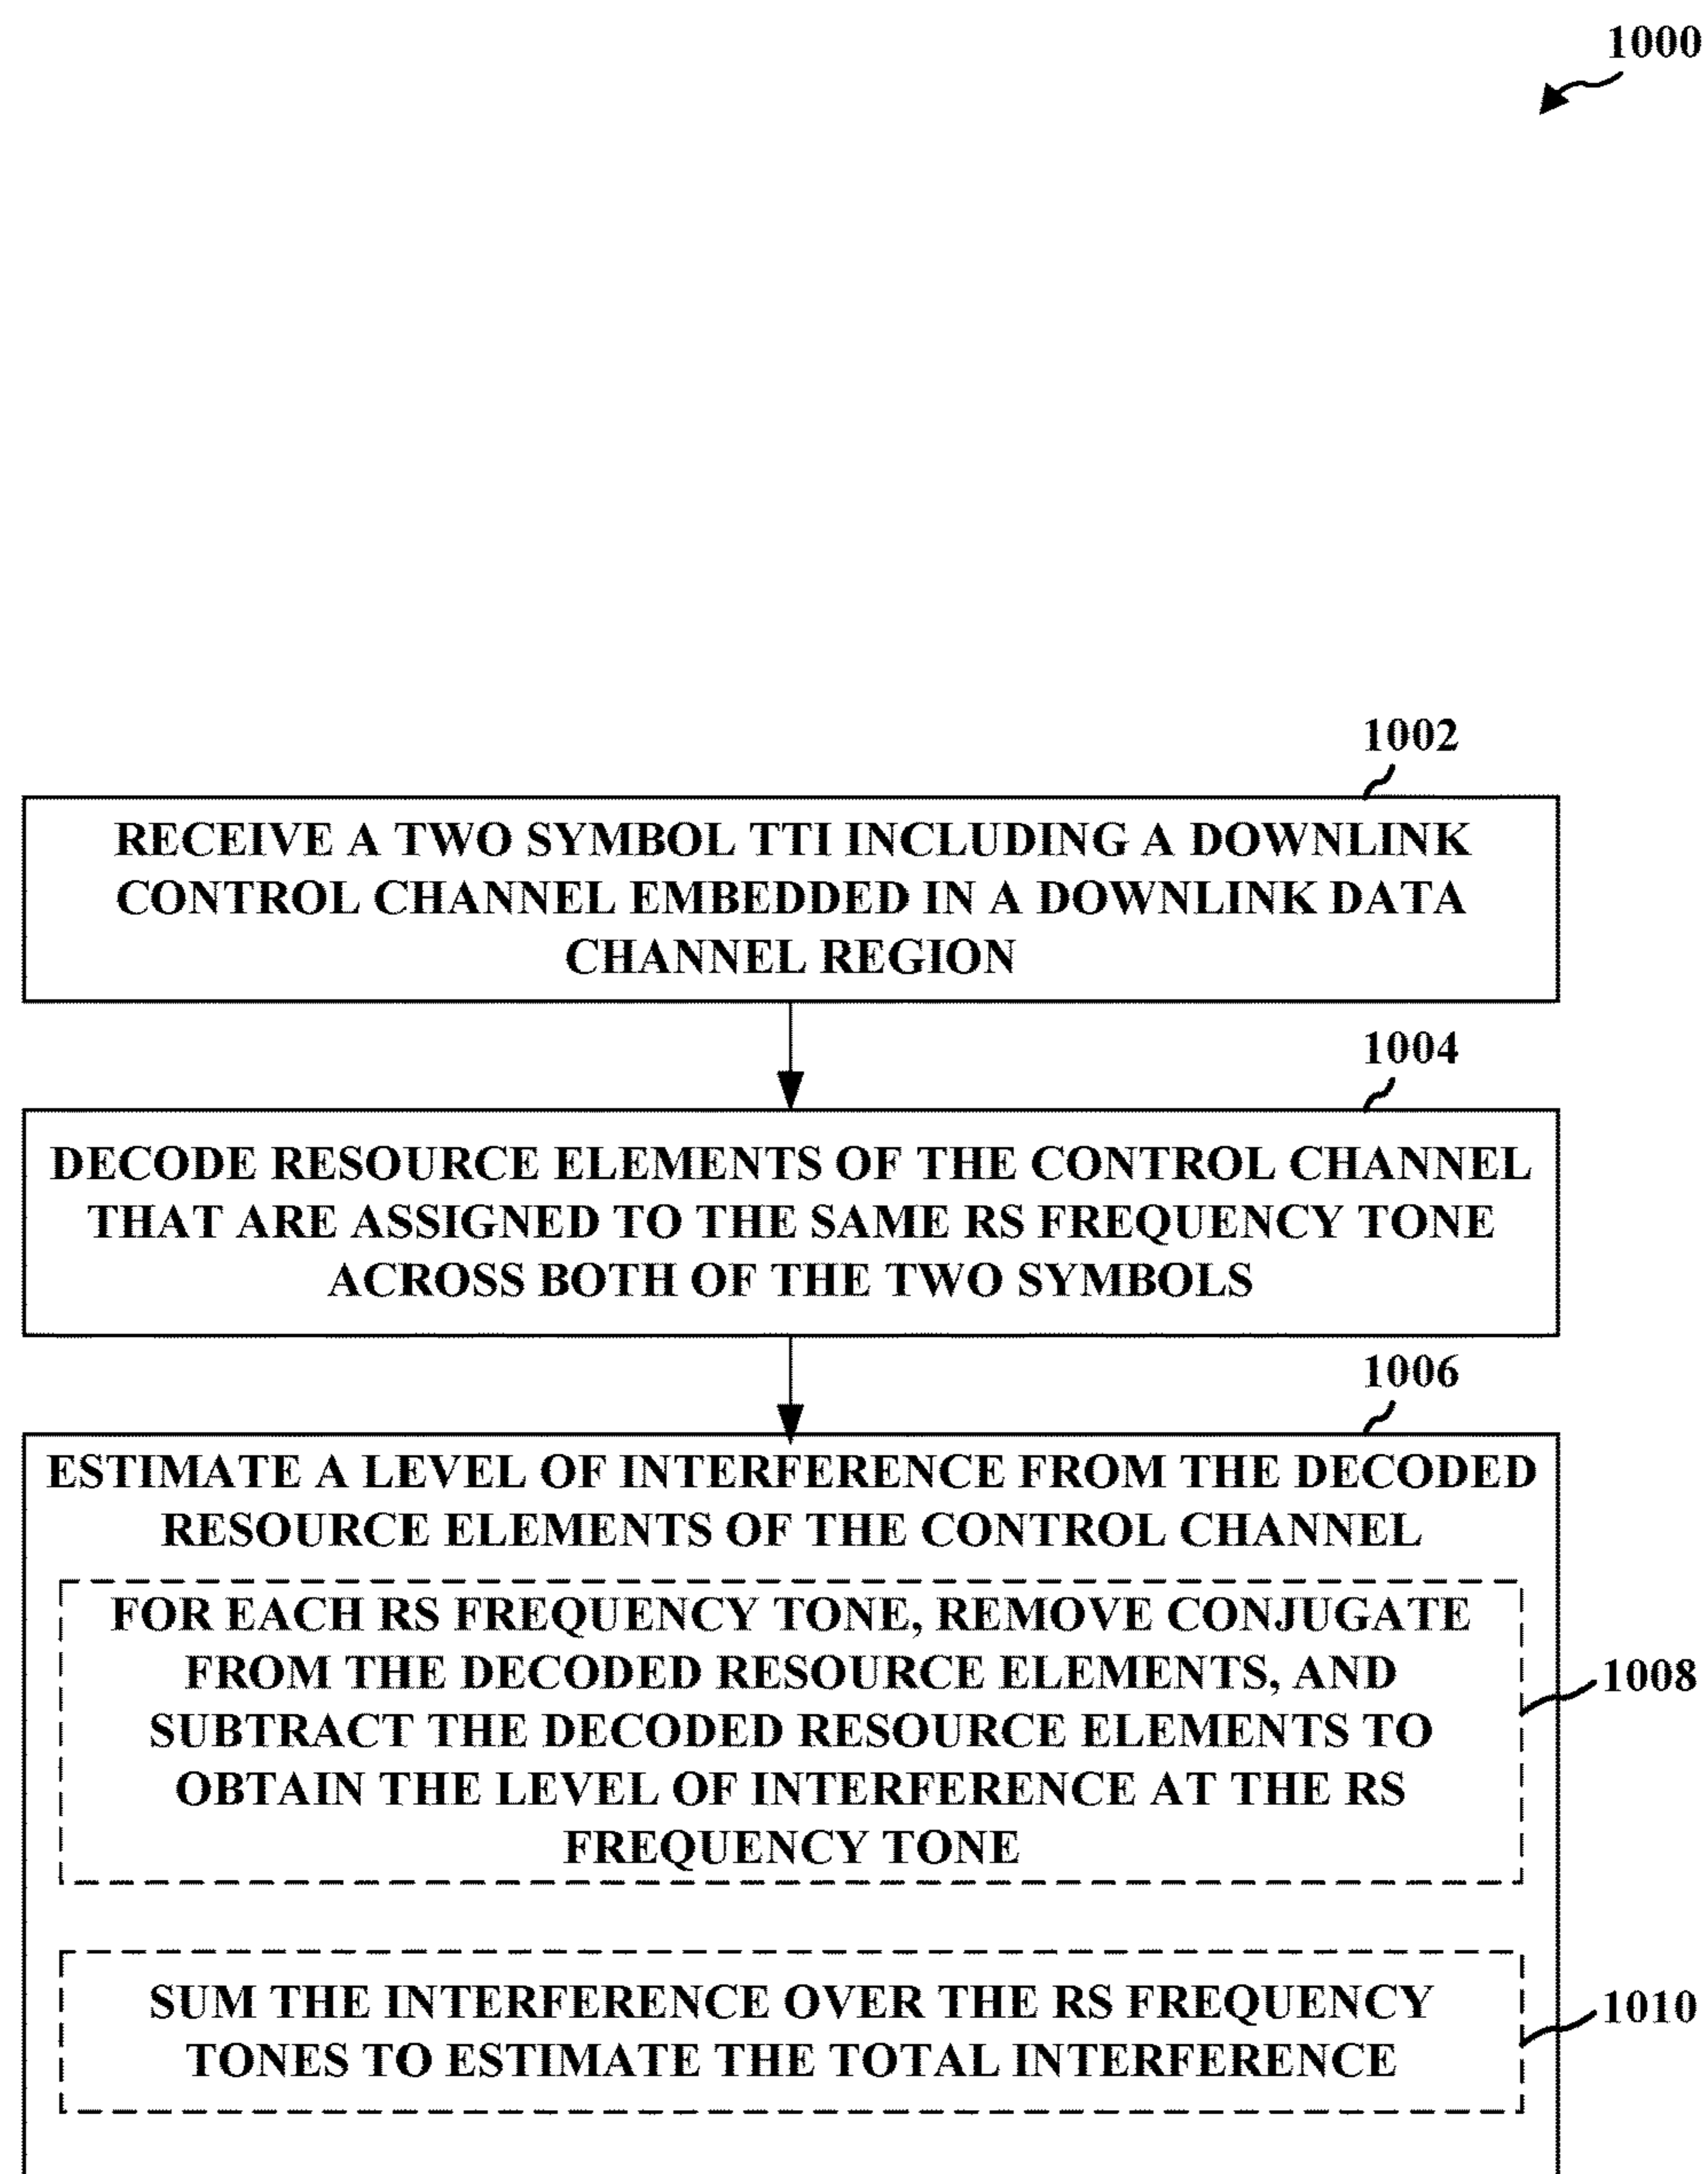 1000
1002
RECEIVE A TWO SYMBOL TTI INCLUDING A DOWNLINK
CONTROL CHANNEL EMBEDDED IN A DOWNLINK DATA
CHANNEL REGION
1004
DECODE RESOURCE ELEMENTS OF THE CONTROL CHANNEL
THAT ARE ASSIGNED TO THE SAME RS FREQUENCY TONE
ACROSS BOTH OF THE TWO SYMBOLS
1006
ESTIMATE A LEVEL OF INTERFERENCE FROM THE DECODED
RESOURCE ELEMENTS OF THE CONTROL CHANNEL
FOR EACH RS FREQUENCY TONE, REMOVE CONJUGATE
FROM THE DECODED RESOURCE ELEMENTS, AND
SUBTRACT THE DECODED RESOURCE ELEMENTS TO
OBTAIN THE LEVEL OF INTERFERENCE AT THE RS
FREQUENCY TONE
1008
SUM THE INTERFERENCE OVER THE RS FREQUENCY
TONES TO ESTIMATE THE TOTAL INTERFERENCE
1010